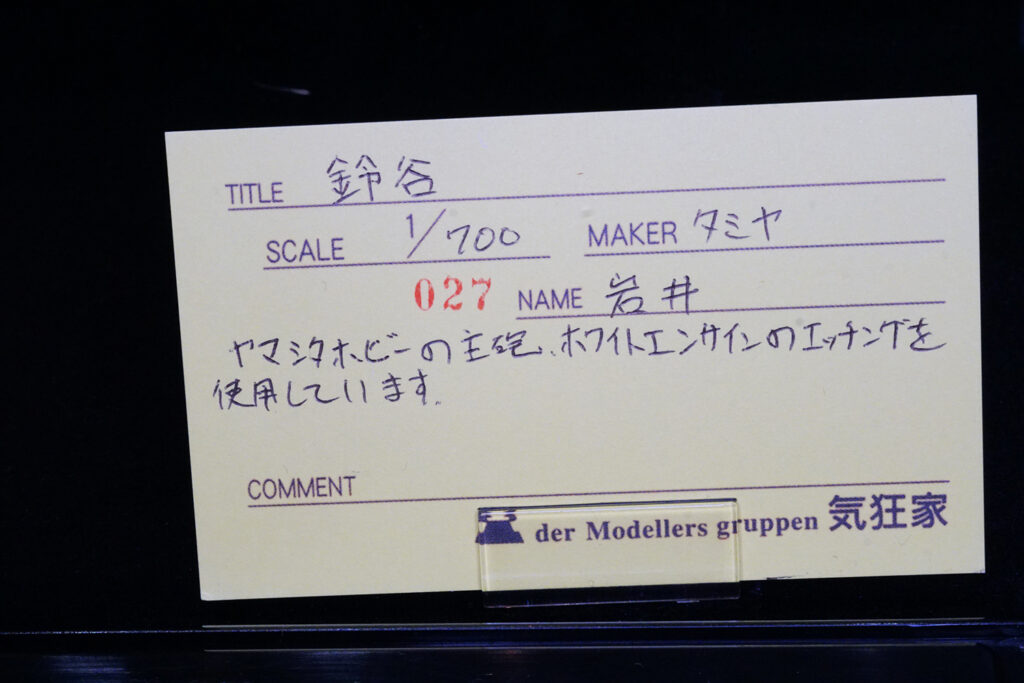 TITLE 鈴谷
SCALE 1/700 MAKER タミヤ
027 NAME 岩井
ヤマシタホビーの主砲、ホワイトエンサインのエッチングを
使用しています。
COMMENT
der Modellers gruppen 気狂家